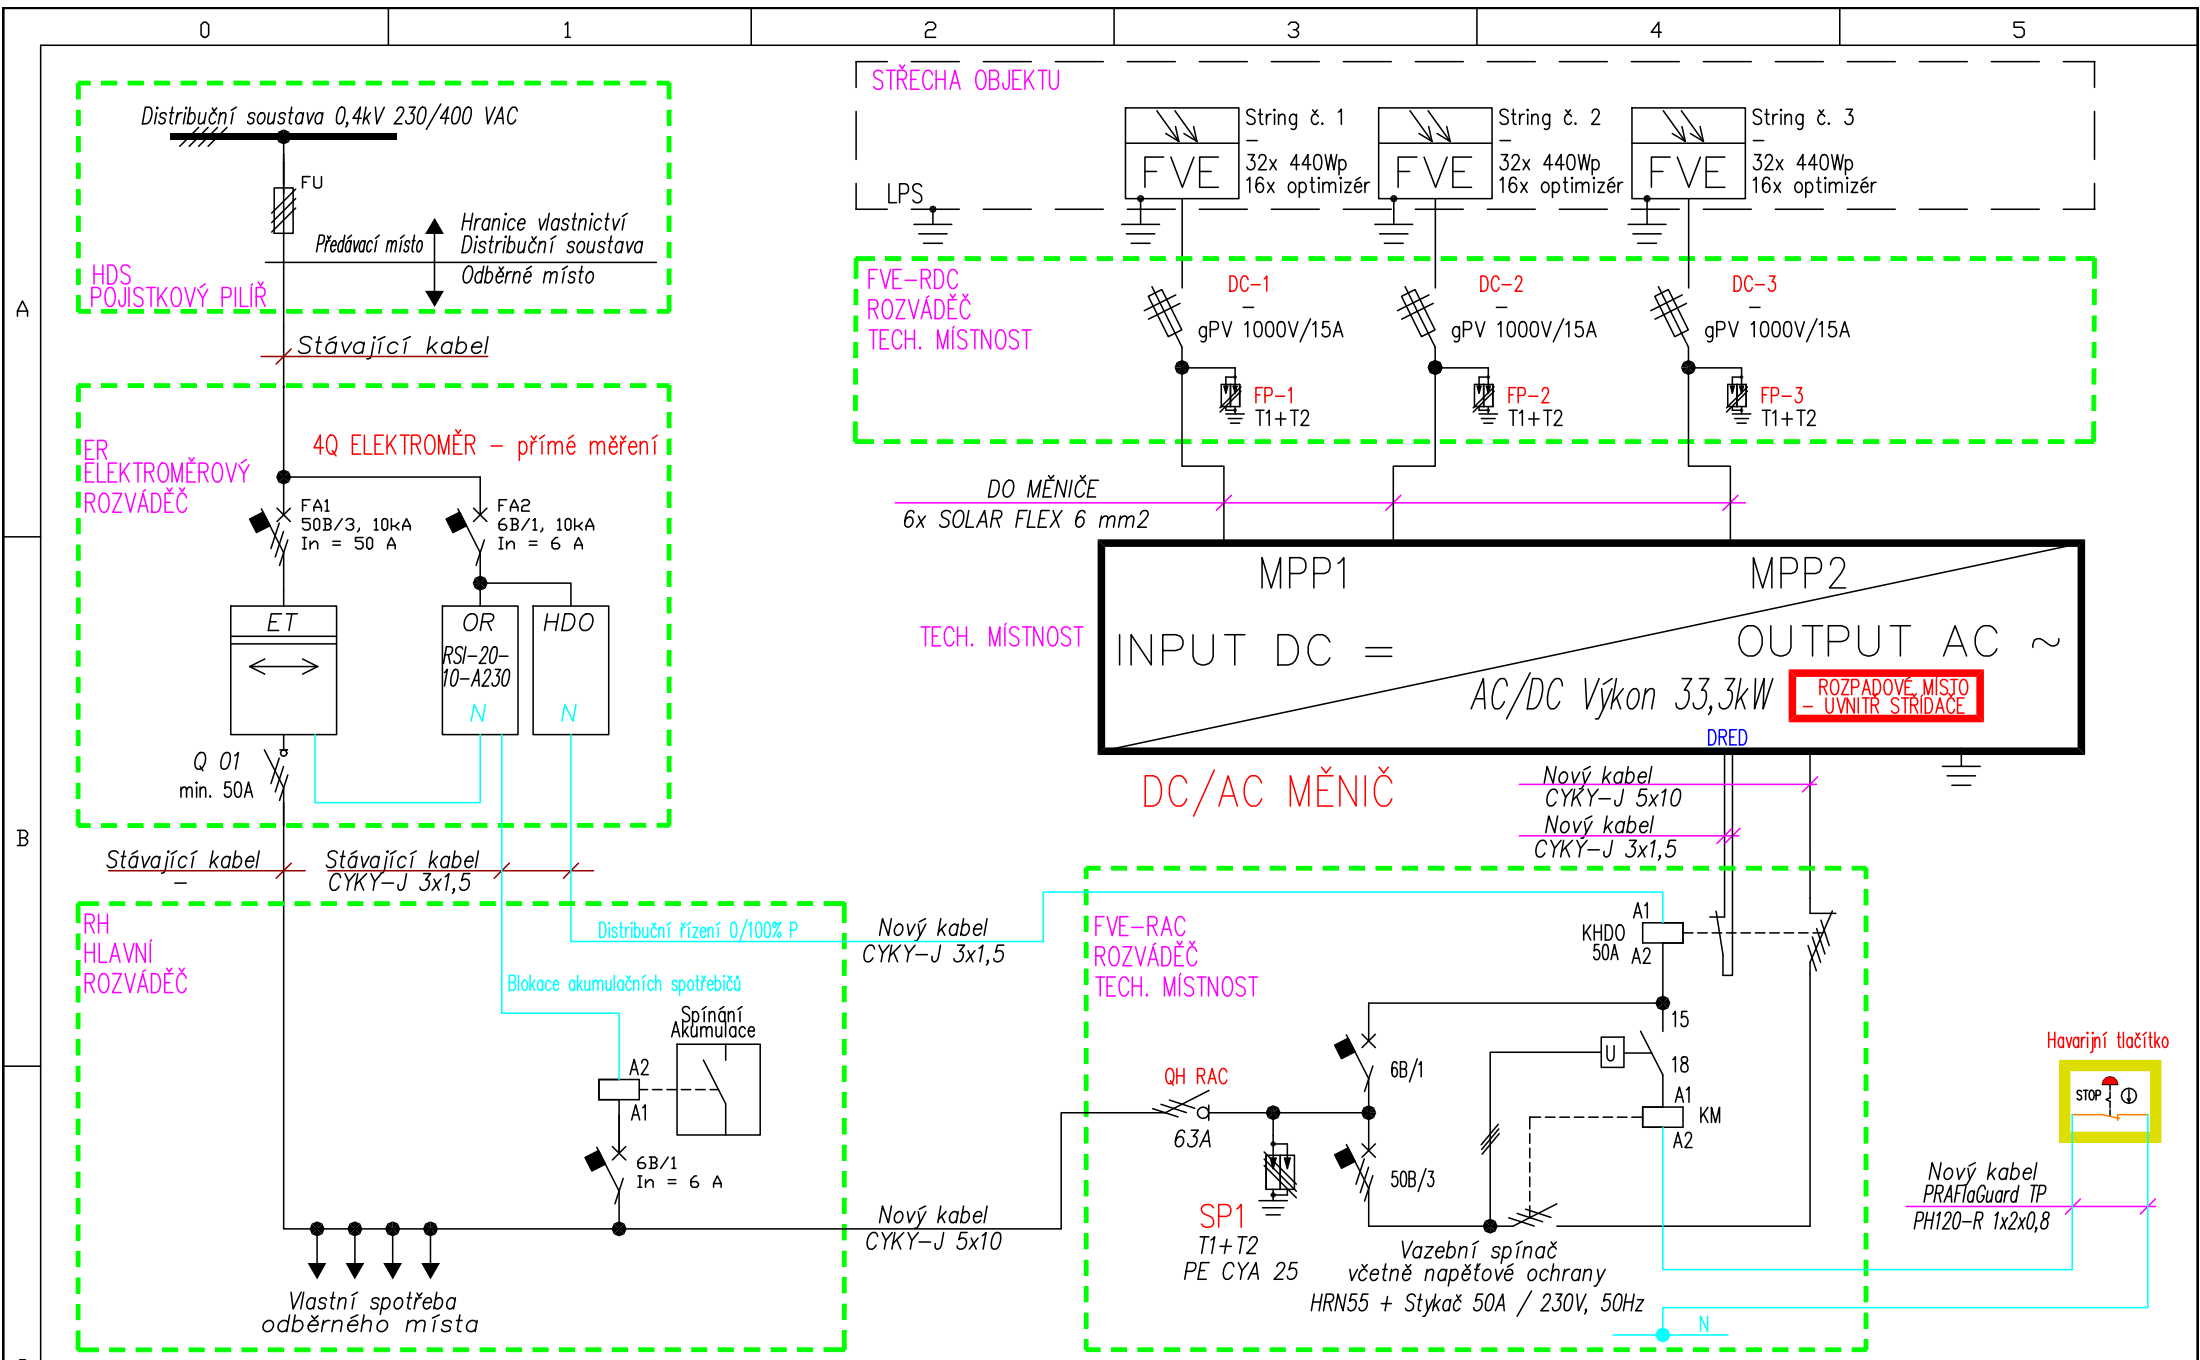 0
1
2
3
4
5
A
B
Distribuční soustava 0,4kV 230/400 VAC
FU
Předávací místo
Hranice vlastnictví
Distribuční soustava
Odběrné místo
HDS
POJISTKOVÝ PILÍŘ
Stávající kabel
STŘECHA OBJEKTU
LPS
FVE
String č. 1
–
32x 440Wp
16x optimizér
FVE
String č. 2
–
32x 440Wp
16x optimizér
FVE
String č. 3
–
32x 440Wp
16x optimizér
FVE–RDC
ROZVÁDĚČ
TECH. MÍSTNOST
DC–1
–
gPV 1000V/15A
FP–1
T1+T2
DC–2
–
gPV 1000V/15A
FP–2
T1+T2
DC–3
–
gPV 1000V/15A
FP–3
T1+T2
ER
ELEKTROMĚROVÝ
ROZVÁDĚČ
4Q ELEKTROMĚR – přímé měření
FA1
50B/3, 10kA
In = 50 A
FA2
6B/1, 10kA
In = 6 A
ET
OR
RSI–20–
10–A230
N
HDO
N
Q 01
min. 50A
DO MĚNIČE
6x SOLAR FLEX 6 mm2
TECH. MÍSTNOST
MPP1
MPP2
INPUT DC =
OUTPUT AC ~
AC/DC Výkon 33,3kW
ROZPADOVÉ MÍSTO
– UVNITŘ STŘÍDAČE
DRED
DC/AC MĚNIČ
Nový kabel
CYKY–J 5x10
Nový kabel
CYKY–J 3x1,5
Stávající kabel
–
Stávající kabel
CYKY–J 3x1,5
RH
HLAVNÍ
ROZVÁDĚČ
Distribuční řízení 0/100% P
Blokace akumulačních spotřebičů
Spínání
Akumulace
A2
A1
6B/1
In = 6 A
Vlastní spotřeba
odběrného místa
Nový kabel
CYKY–J 3x1,5
Nový kabel
CYKY–J 5x10
FVE–RAC
ROZVÁDĚČ
TECH. MÍSTNOST
A1
KHDO
50A
A2
15
U
18
A1
KM
A2
6B/1
QH RAC
63A
50B/3
SP1
T1+T2
PE CYA 25
Vazební spínač
včetně napěťové ochrany
HRN55 + Stykač 50A / 230V, 50Hz
N
Havarijní tlačítko
STOP
Nový kabel
PRAFlaGuard TP
PH120–R 1x2x0,8